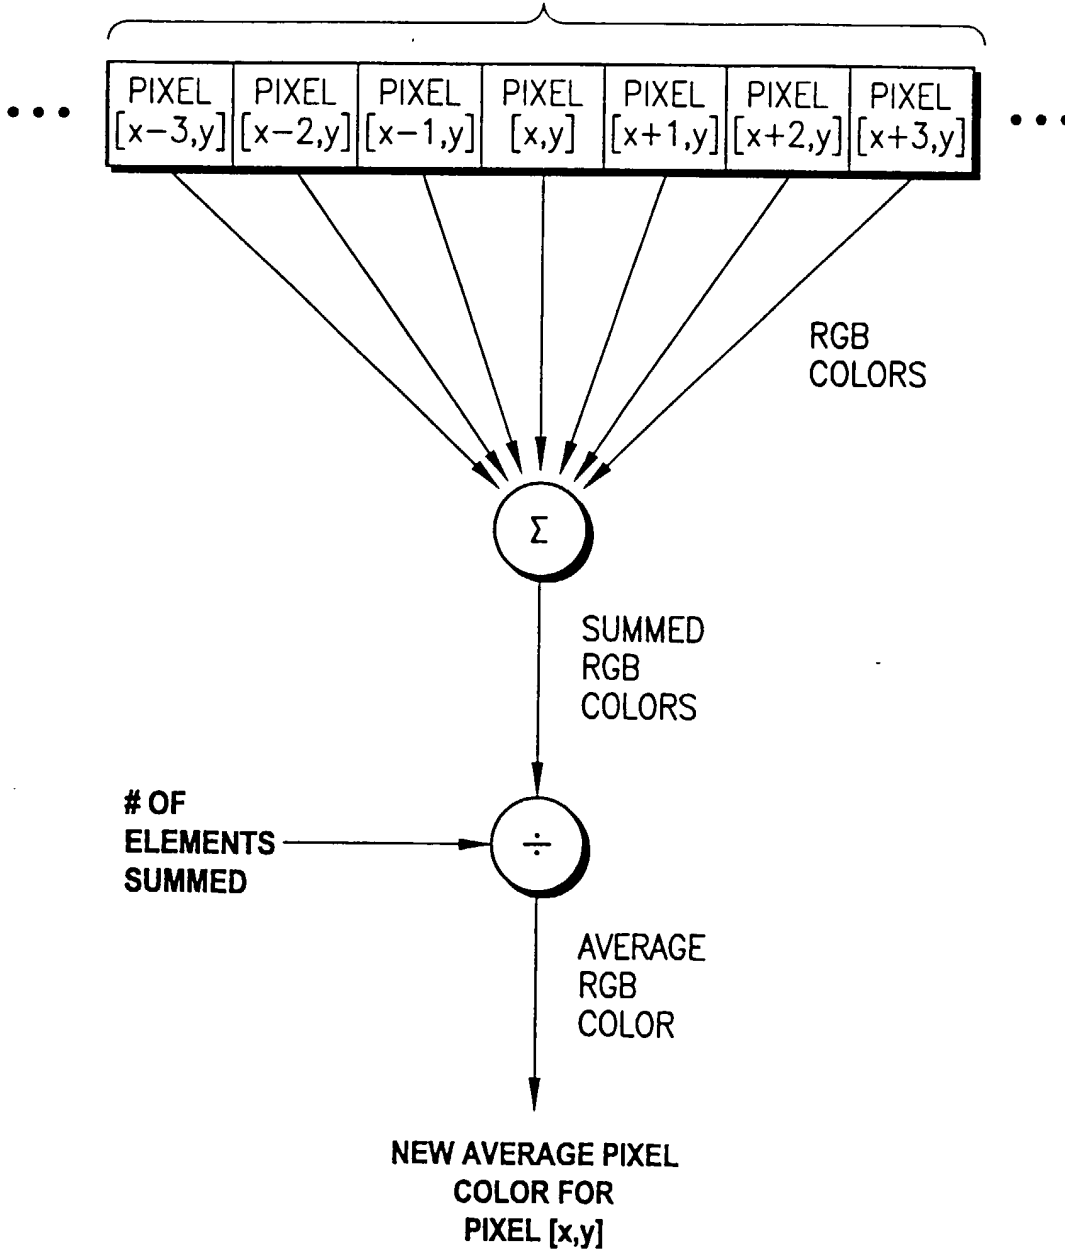 PIXEL PIXEL PIXEL PIXEL PIXEL PIXEL PIXEL
[x−3,y] [x−2,y] [x−1,y] [x,y] [x+1,y] [x+2,y] [x+3,y]
RGB
COLORS
Σ
SUMMED
RGB
COLORS
# OF
ELEMENTS
SUMMED
÷
AVERAGE
RGB
COLOR
NEW AVERAGE PIXEL
COLOR FOR
PIXEL [x,y]